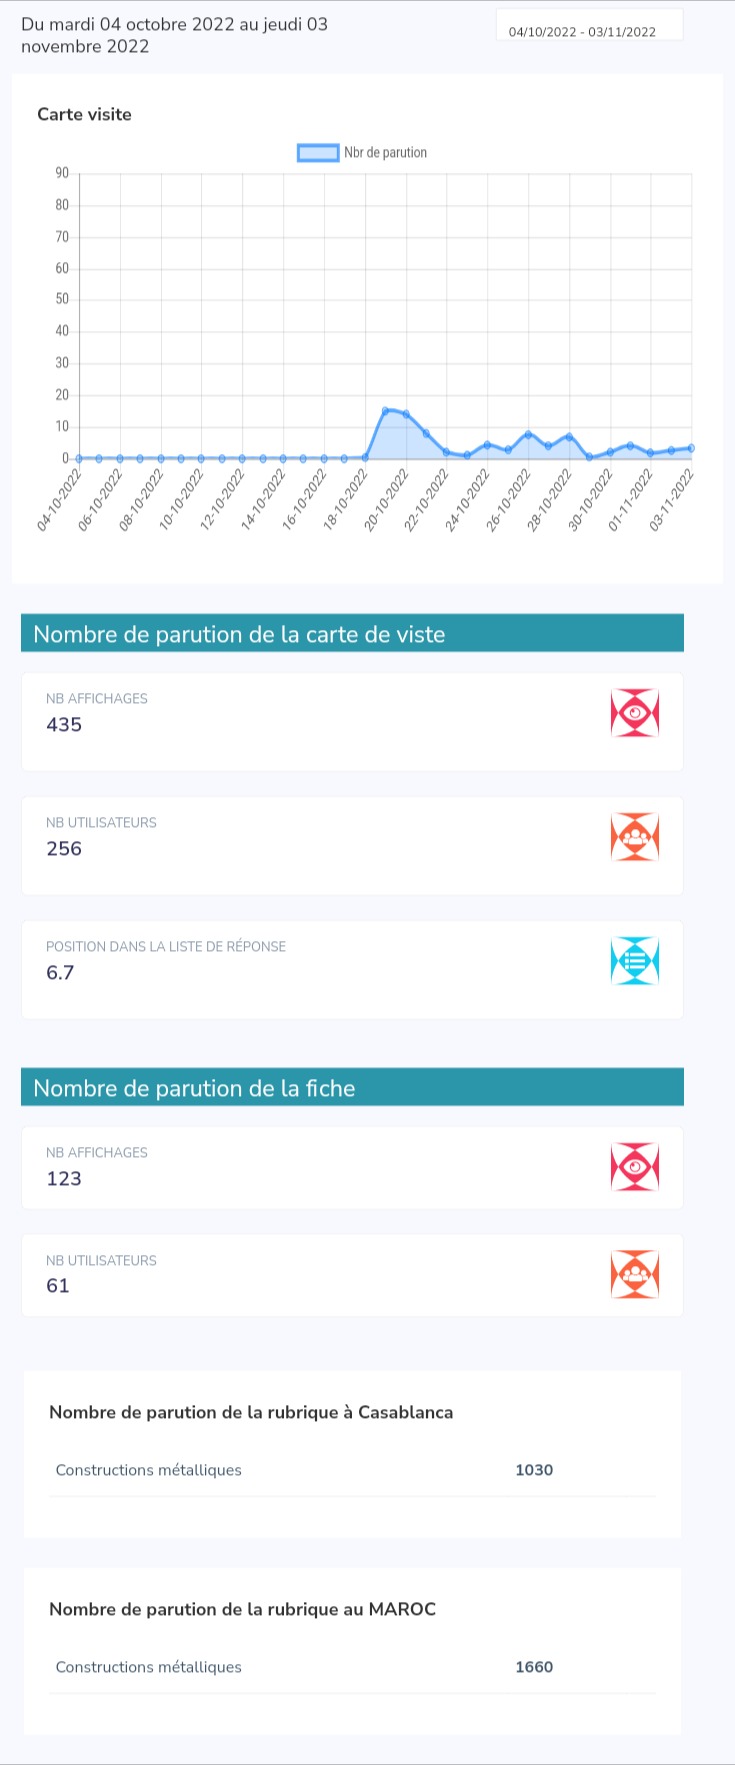 Du mardi 04 octobre 2022 au jeudi 03
novembre 2022
04/10/2022 - 03/11/2022
Carte visite
Nbr de parution
90
80
70
60
50
40
30
20
10
0
04-10-2022
06-10-2022
08-10-2022
10-10-2022
12-10-2022
14-10-2022
16-10-2022
18-10-2022
20-10-2022
22-10-2022
24-10-2022
26-10-2022
28-10-2022
30-10-2022
01-11-2022
03-11-2022
Nombre de parution de la carte de viste
NB AFFICHAGES
435
NB UTILISATEURS
256
POSITION DANS LA LISTE DE RÉPONSE
6.7
Nombre de parution de la fiche
NB AFFICHAGES
123
NB UTILISATEURS
61
Nombre de parution de la rubrique à Casablanca
Constructions métalliques 1030
Nombre de parution de la rubrique au MAROC
Constructions métalliques 1660